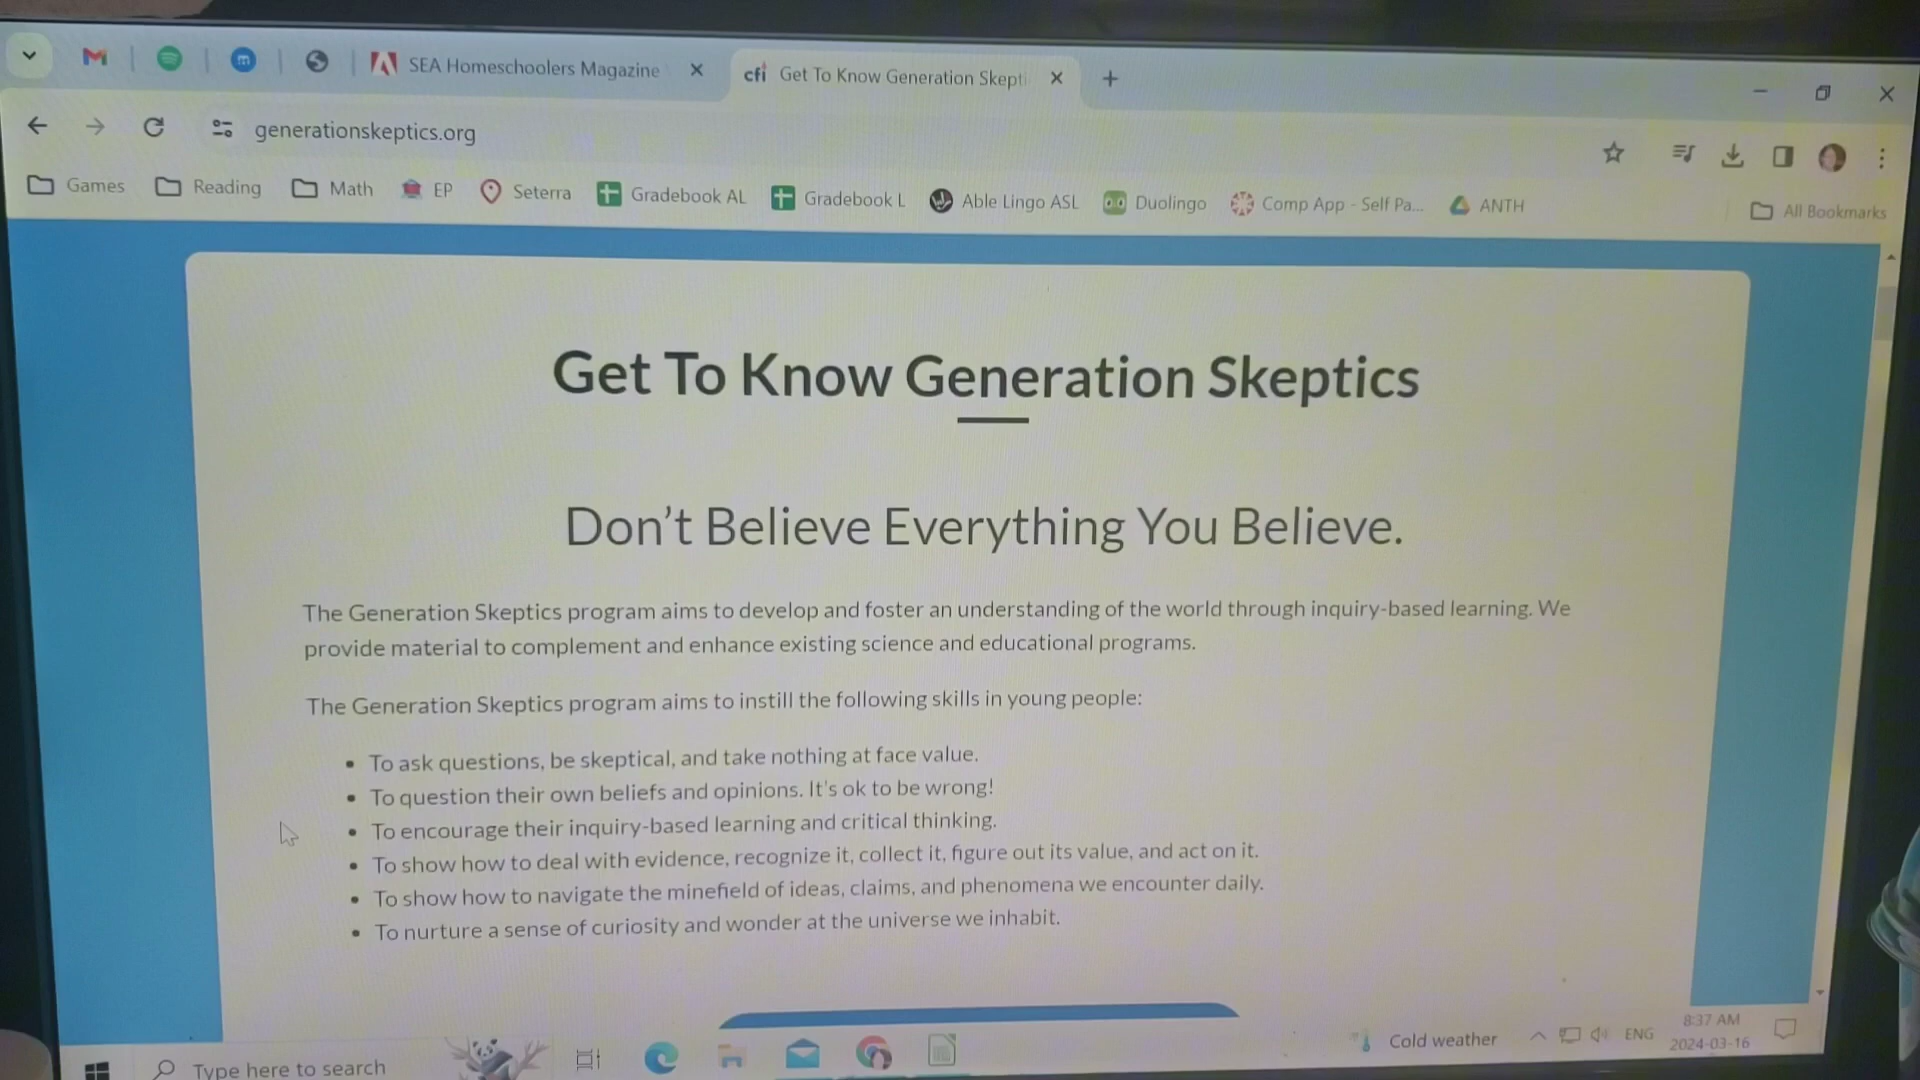 SEA Homeschoolers Magazine
cfi Get To Know Generation Skepti
generationskeptics.org
Games Reading Math EP Seterra Gradebook AL Gradebook L Able Lingo ASL Duolingo Comp App - Self Pa... ANTH
All Bookmarks
Get To Know Generation Skeptics
Don't Believe Everything You Believe.
The Generation Skeptics program aims to develop and foster an understanding of the world through inquiry-based learning. We
provide material to complement and enhance existing science and educational programs.
The Generation Skeptics program aims to instill the following skills in young people:
• To ask questions, be skeptical, and take nothing at face value.
• To question their own beliefs and opinions. It's ok to be wrong!
• To encourage their inquiry-based learning and critical thinking.
• To show how to deal with evidence, recognize it, collect it, figure out its value, and act on it.
• To show how to navigate the minefield of ideas, claims, and phenomena we encounter daily.
• To nurture a sense of curiosity and wonder at the universe we inhabit.
Type here to search
Cold weather
ENG
8:37 AM
2024-03-16